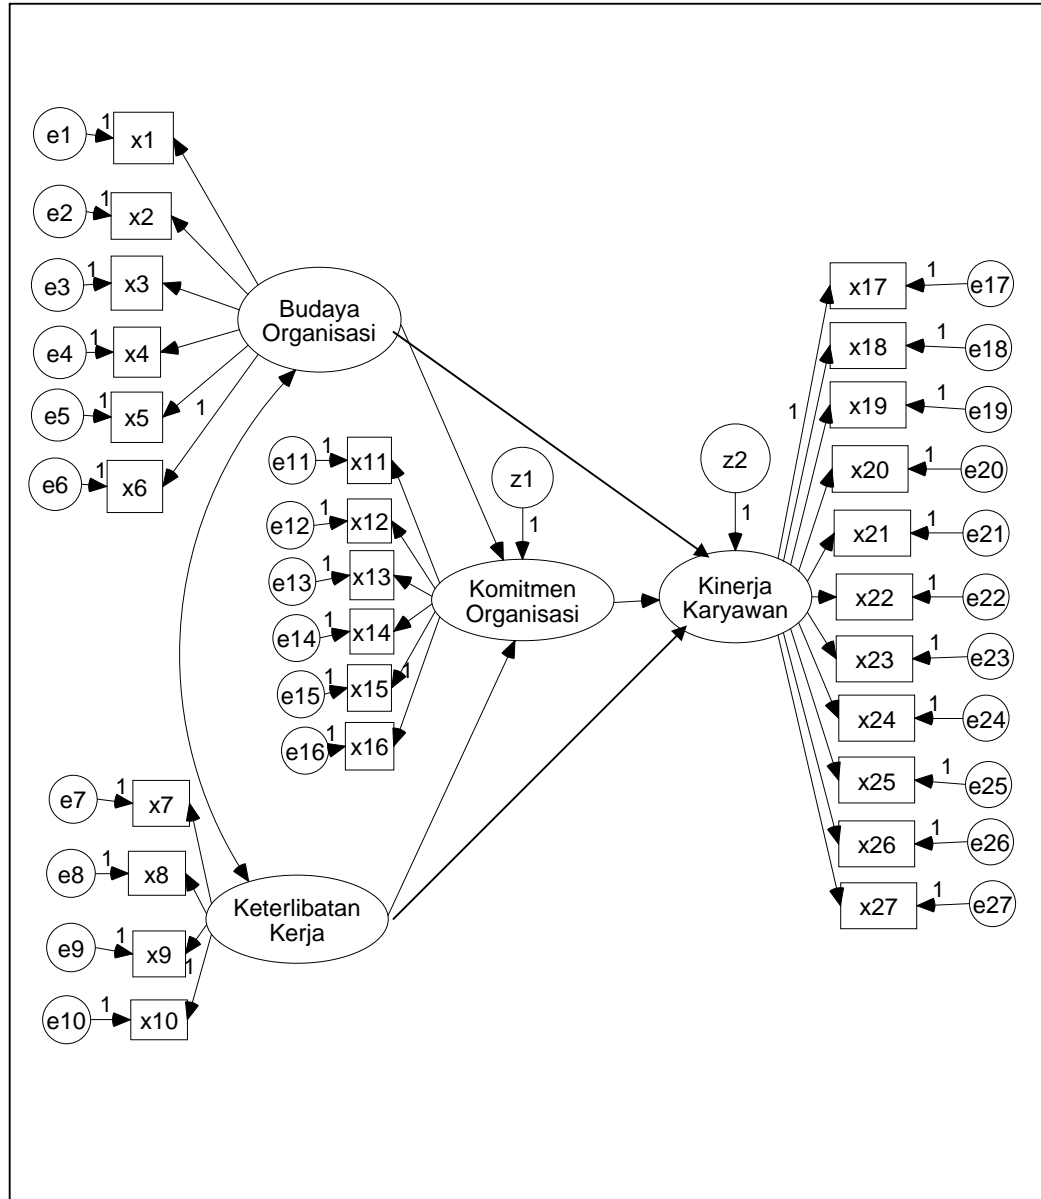 e1
1
x1
e2
1
x2
e3
1
x3
e4
1
x4
e5
1
x5
1
e6
1
x6
Budaya
Organisasi
e11
1
x11
e12
1
x12
e13
1
x13
e14
1
x14
e15
1
x15
1
e16
1
x16
z1
1
Komitmen
Organisasi
z2
1
Kinerja
Karyawan
1
x17
1
e17
x18
1
e18
x19
1
e19
x20
1
e20
x21
1
e21
x22
1
e22
x23
1
e23
x24
1
e24
x25
1
e25
x26
1
e26
x27
1
e27
e7
1
x7
e8
1
x8
e9
1
x9
1
e10
1
x10
Keterlibatan
Kerja